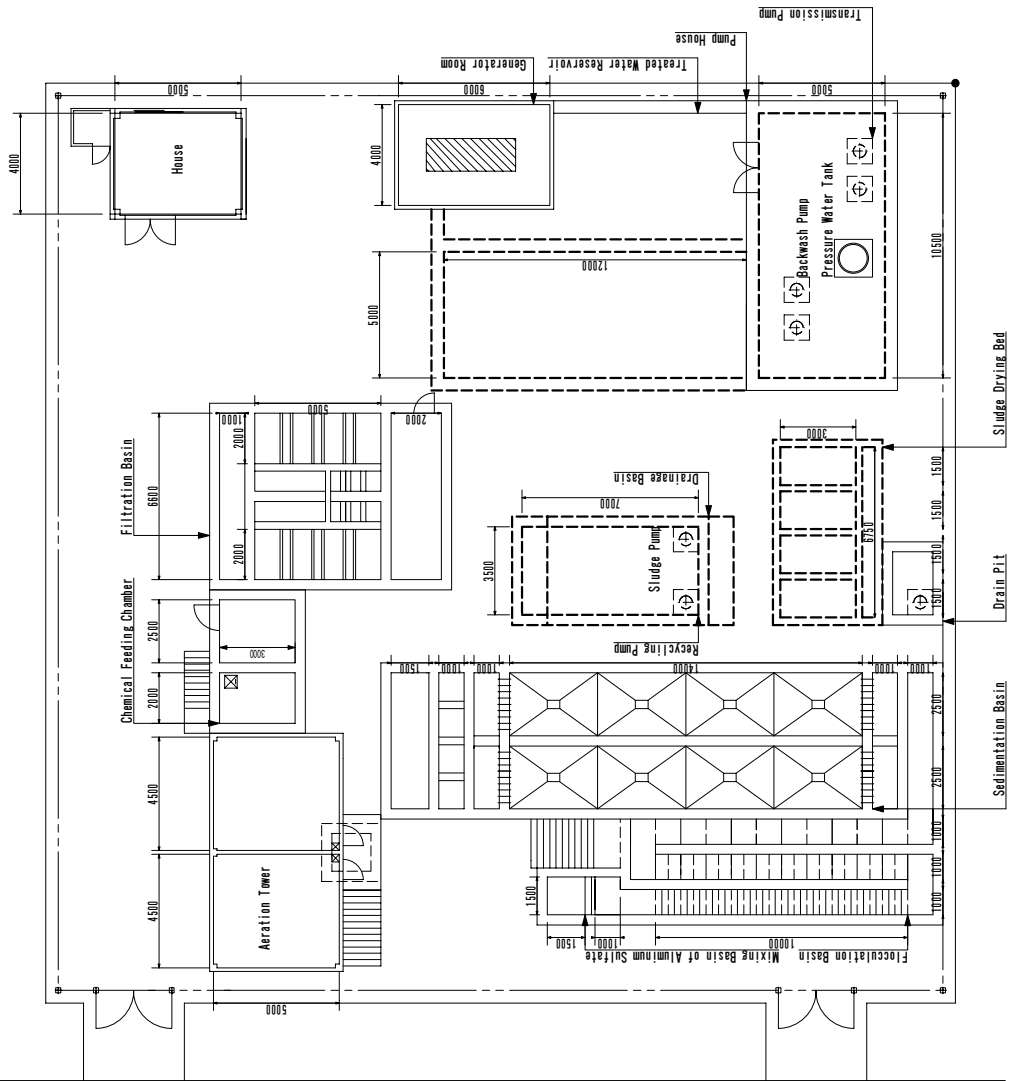 Transmission Pump
Pump House
Treated Water Reservoir
Generator Room
5000
6000
5000
4000
House
4000
Pressure Water Tank
Backwash Pump
10500
12000
5000
Sludge Drying Bed
Filtration Basin
6600
2000
2000
1000
5000
2000
Drainage Basin
7000
3500
Sludge Pump
Recycling Pump
3000
6750
1500
1500
1500
1500
Drain Pit
Chemical Feeding Chamber
2500
2000
3000
1500
1000
1000
14000
1000
1000
2500
2500
Sedimentation Basin
4500
4500
Aeration Tower
5000
1500
1500
1000
10000
1000
1000
1000
Mixing Basin of Aluminum Sulfate
Flocculation Basin